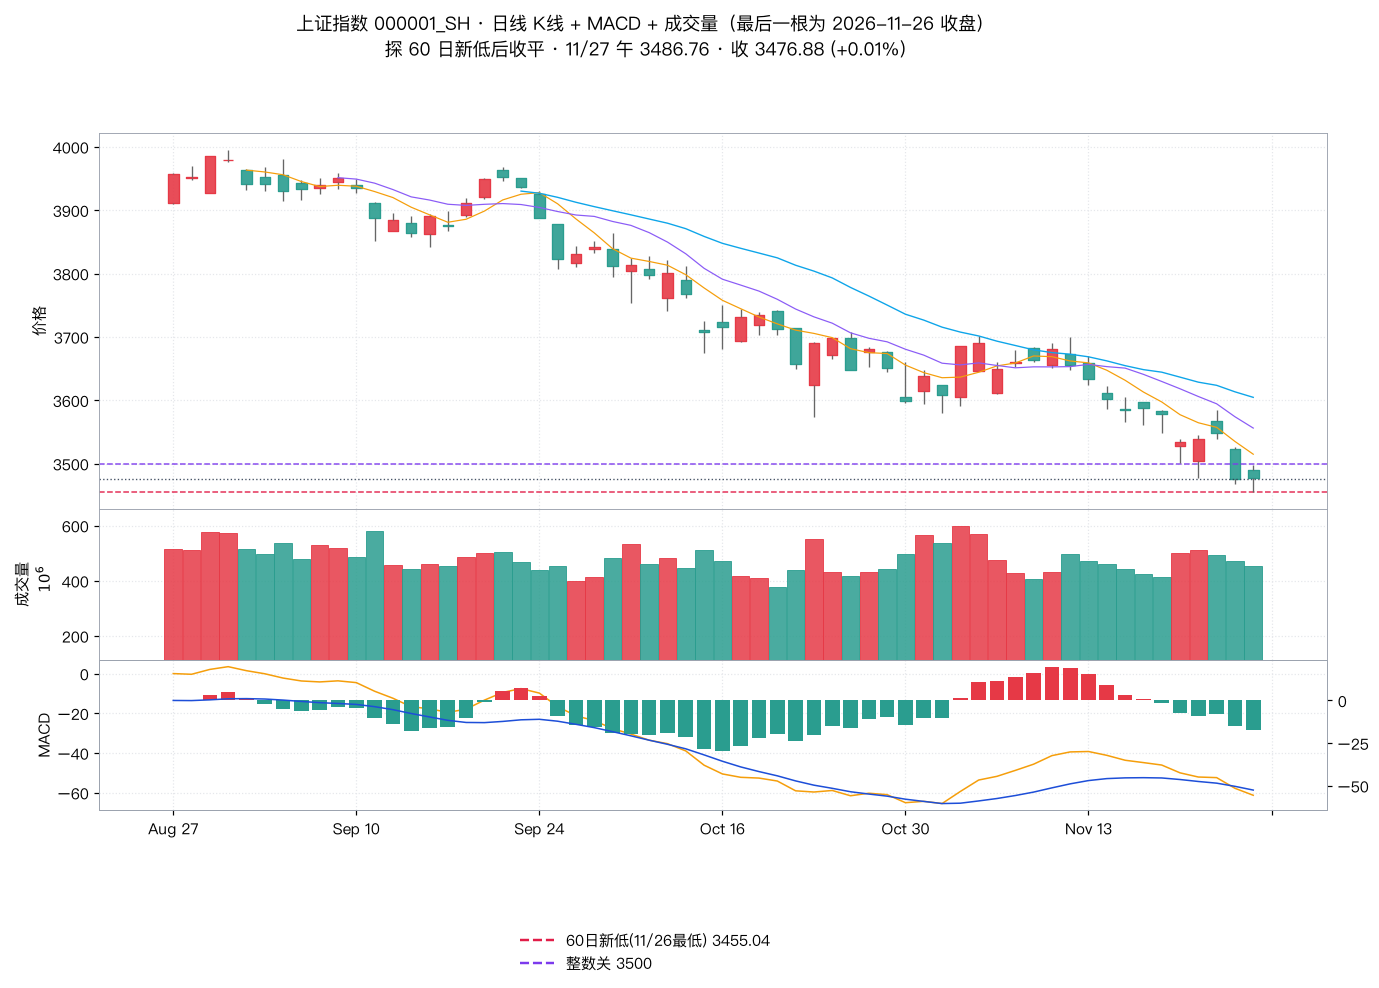 上证指数 000001_SH · 日线 K线 + MACD + 成交量（最后一根为 2026−11−26 收盘）
探 60 日新低后收平 · 11/27 午 3486.76 · 收 3476.88 (+0.01%)
4000
3900
3800
3700
3600
3500
价格
600
400
200
成交量
10⁶
0
−20
−40
−60
MACD
0
−25
−50
Aug 27
Sep 10
Sep 24
Oct 16
Oct 30
Nov 13
60日新低(11/26最低) 3455.04
整数关 3500